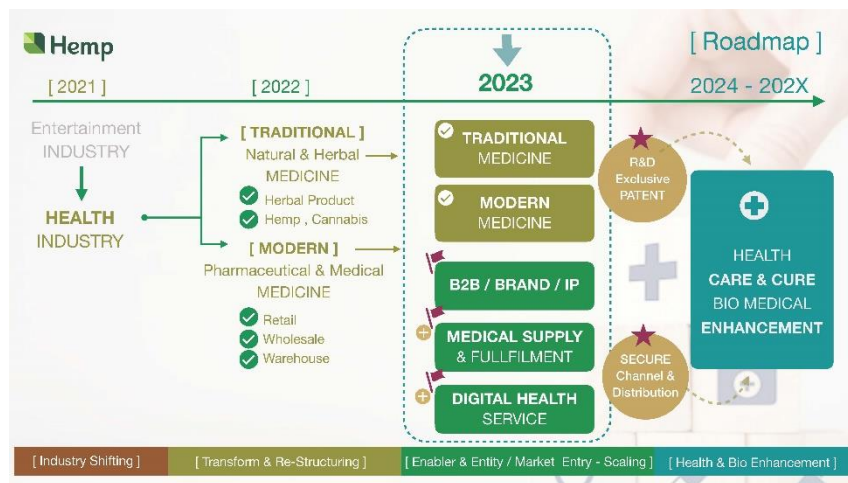 Hemp
[ Roadmap ]
[ 2021 ]
[ 2022 ]
2023
2024 - 202X
Entertainment
INDUSTRY
HEALTH
INDUSTRY
[ TRADITIONAL ]
Natural & Herbal
MEDICINE
Herbal Product
Hemp , Cannabis
[ MODERN ]
Pharmaceutical & Medical
MEDICINE
Retail
Wholesale
Warehouse
TRADITIONAL
MEDICINE
MODERN
MEDICINE
B2B / BRAND / IP
MEDICAL SUPPLY
& FULLFILMENT
DIGITAL HEALTH
SERVICE
R&D
Exclusive
PATENT
SECURE
Channel &
Distribution
HEALTH
CARE & CURE
BIO MEDICAL
ENHANCEMENT
[ Industry Shifting ]
[ Transform & Re-Structuring ]
[ Enabler & Entity / Market Entry - Scaling ]
[ Health & Bio Enhancement ]